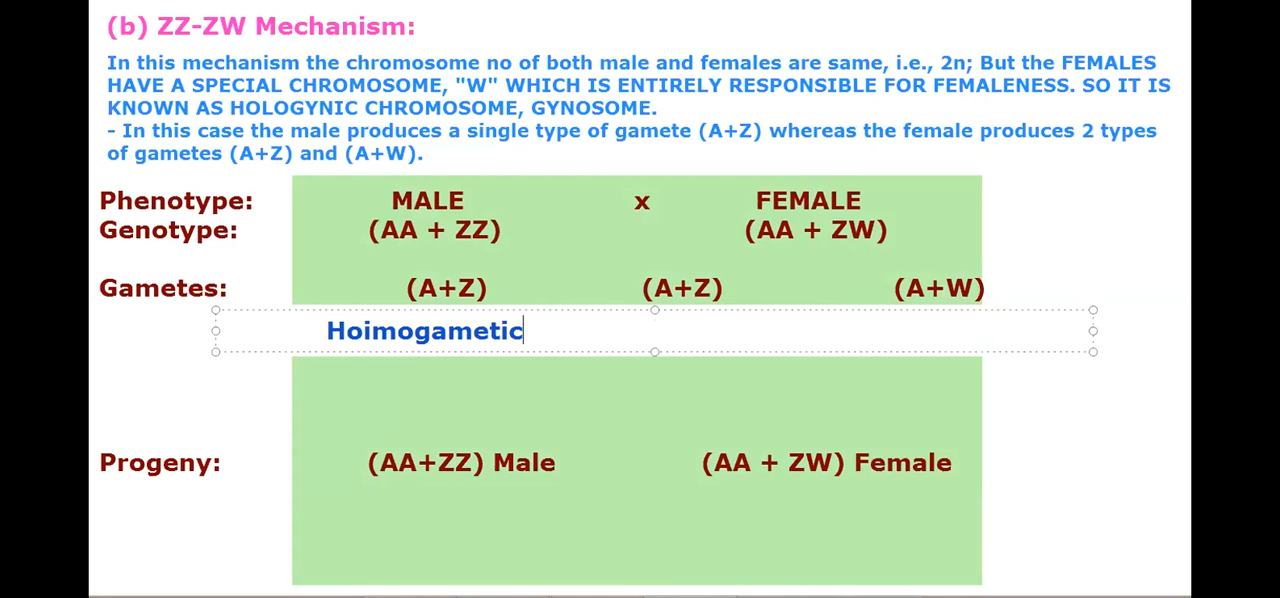 (b) ZZ-ZW Mechanism:
In this mechanism the chromosome no of both male and females are same, i.e., 2n; But the FEMALES
HAVE A SPECIAL CHROMOSOME, "W" WHICH IS ENTIRELY RESPONSIBLE FOR FEMALENESS. SO IT IS
KNOWN AS HOLOGYNIC CHROMOSOME, GYNOSOME.
- In this case the male produces a single type of gamete (A+Z) whereas the female produces 2 types
of gametes (A+Z) and (A+W).
Phenotype: MALE x FEMALE
Genotype: (AA + ZZ) (AA + ZW)
Gametes: (A+Z) (A+Z) (A+W)
Hoimogametic
Progeny: (AA+ZZ) Male (AA + ZW) Female